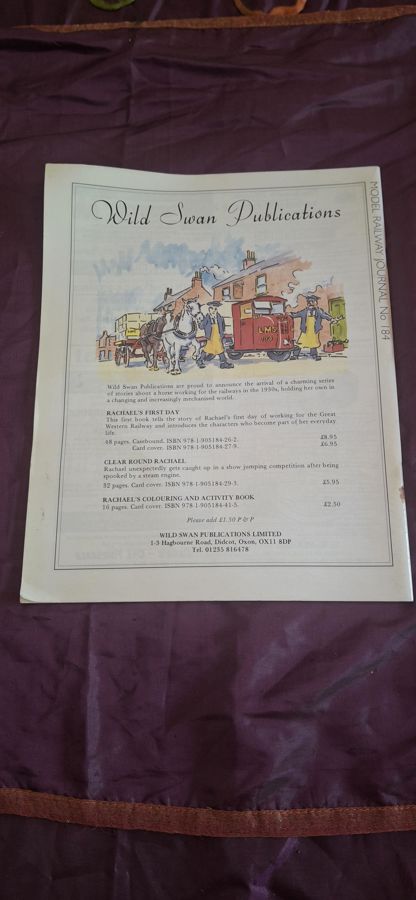 Wild Swan Publications
MODEL RAILWAY JOURNAL No 184
LMS
Wild Swan Publications are proud to announce the arrival of a charming series
of stories about a horse working for the railways in the 1930s, holding her own in
a changing and increasingly mechanised world.
RACHAEL'S FIRST DAY
This first book tells the story of Rachael's first day of working for the Great
Western Railway and introduces the characters who become part of her everyday
life.
48 pages. Casebound. ISBN 978-1-905184-26-2. £8.95
Card cover. ISBN 978-1-905184-27-9. £6.95
CLEAR ROUND RACHAEL
Rachael unexpectedly gets caught up in a show jumping competition after being
spooked by a steam engine.
32 pages. Card cover. ISBN 978-1-905184-29-3. £5.95
RACHAEL'S COLOURING AND ACTIVITY BOOK
16 pages. Card cover. ISBN 978-1-905184-41-5. £2.50
Please add £1.50 P & P
WILD SWAN PUBLICATIONS LIMITED
1-3 Hagbourne Road, Didcot, Oxon, OX11 8DP
Tel. 01235 816478